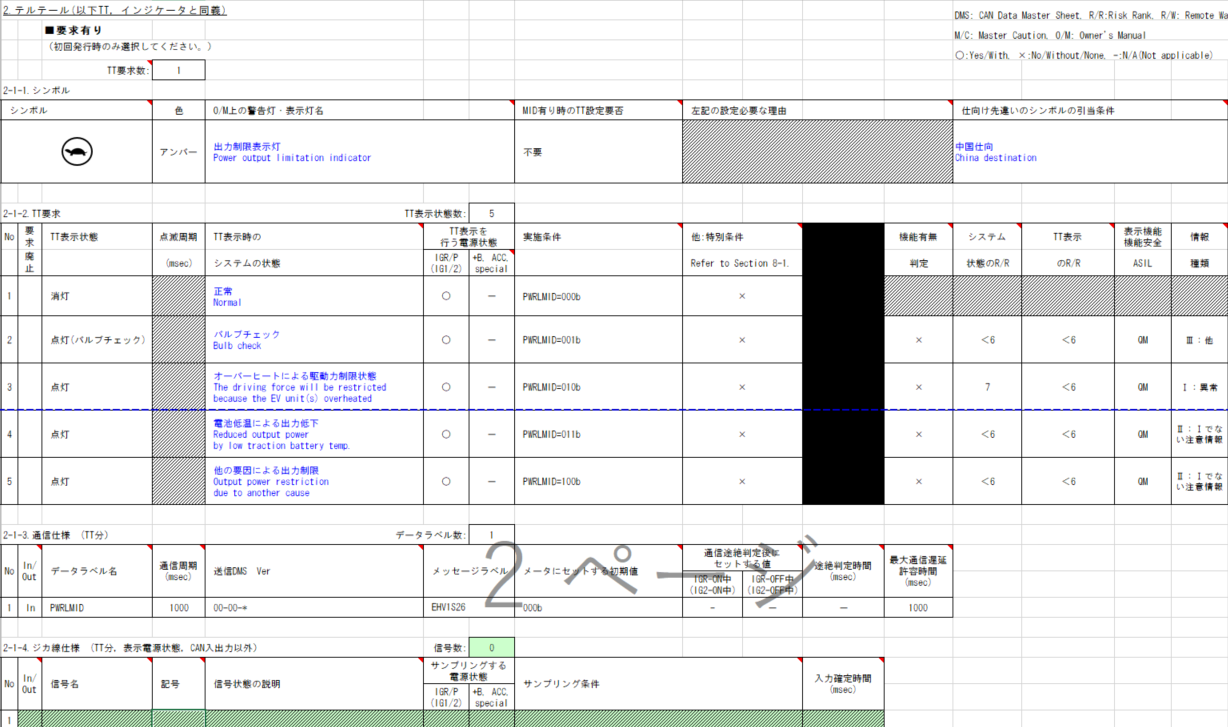 2.テルテール(以下TT, インジケータと同義)
DMS: CAN Data Master Sheet, R/R:Risk Rank, R/W: Remote Wa
■要求有り
M/C: Master Caution, O/M: Owner's Manual
(初回発行時のみ選択してください。)
○:Yes/With, ×:No/Without/None, −:N/A(Not applicable)
TT要求数: 1
2-1-1.シンボル
シンボル 色 O/M上の警告灯・表示灯名 MID有り時のTT設定要否 左記の設定必要な理由 仕向け先違いのシンボルの引当条件
アンバー 出力制限表示灯 不要 中国仕向
Power output limitation indicator China destination
2-1-2.TT要求 TT表示状態数: 5
No 要求廃止 TT表示状態 点滅周期 TT表示時の TT表示を 実施条件 他:特別条件 機能有無 システム TT表示 表示機能 情報
行う電源状態 機能安全
(msec) システムの状態 IGR/P +B, ACC, Refer to Section 8-1. 判定 状態のR/R のR/R ASIL 種類
(IG1/2) special
1 消灯 正常 ○ − PWRLMID=000b ×
Normal
2 点灯(バルブチェック) バルブチェック ○ − PWRLMID=001b × × <6 <6 QM Ⅲ:他
Bulb check
3 点灯 オーバーヒートによる駆動力制限状態 ○ − PWRLMID=010b × × 7 <6 QM Ⅰ:異常
The driving force will be restricted
because the EV unit(s) overheated
4 点灯 電池低温による出力低下 ○ − PWRLMID=011b × × <6 <6 QM Ⅱ:Ⅰでな
Reduced output power い注意情報
by low traction battery temp.
5 点灯 他の要因による出力制限 ○ − PWRLMID=100b × × <6 <6 QM Ⅱ:Ⅰでな
Output power restriction い注意情報
due to another cause
2-1-3.通信仕様 (TT分) データラベル数: 1
No In/Out データラベル名 通信周期 送信DMS Ver メッセージラベル メータにセットする初期値 通信途絶判定後に 途絶判定時間 最大通信遅延
(msec) セットする値 (msec) 許容時間
IGR-ON中 IGR-OFF中 (msec)
(IG2-ON中) (IG2-OFF中)
1 In PWRLMID 1000 00-00-* EHV1S26 000b - - − 1000
2 ページ
2-1-4.ジカ線仕様 (TT分, 表示電源状態, CAN入出力以外) 信号数: 0
No In/Out 信号名 記号 信号状態の説明 サンプリングする サンプリング条件 入力確定時間
電源状態 (msec)
IGR/P +B, ACC,
(IG1/2) special
1